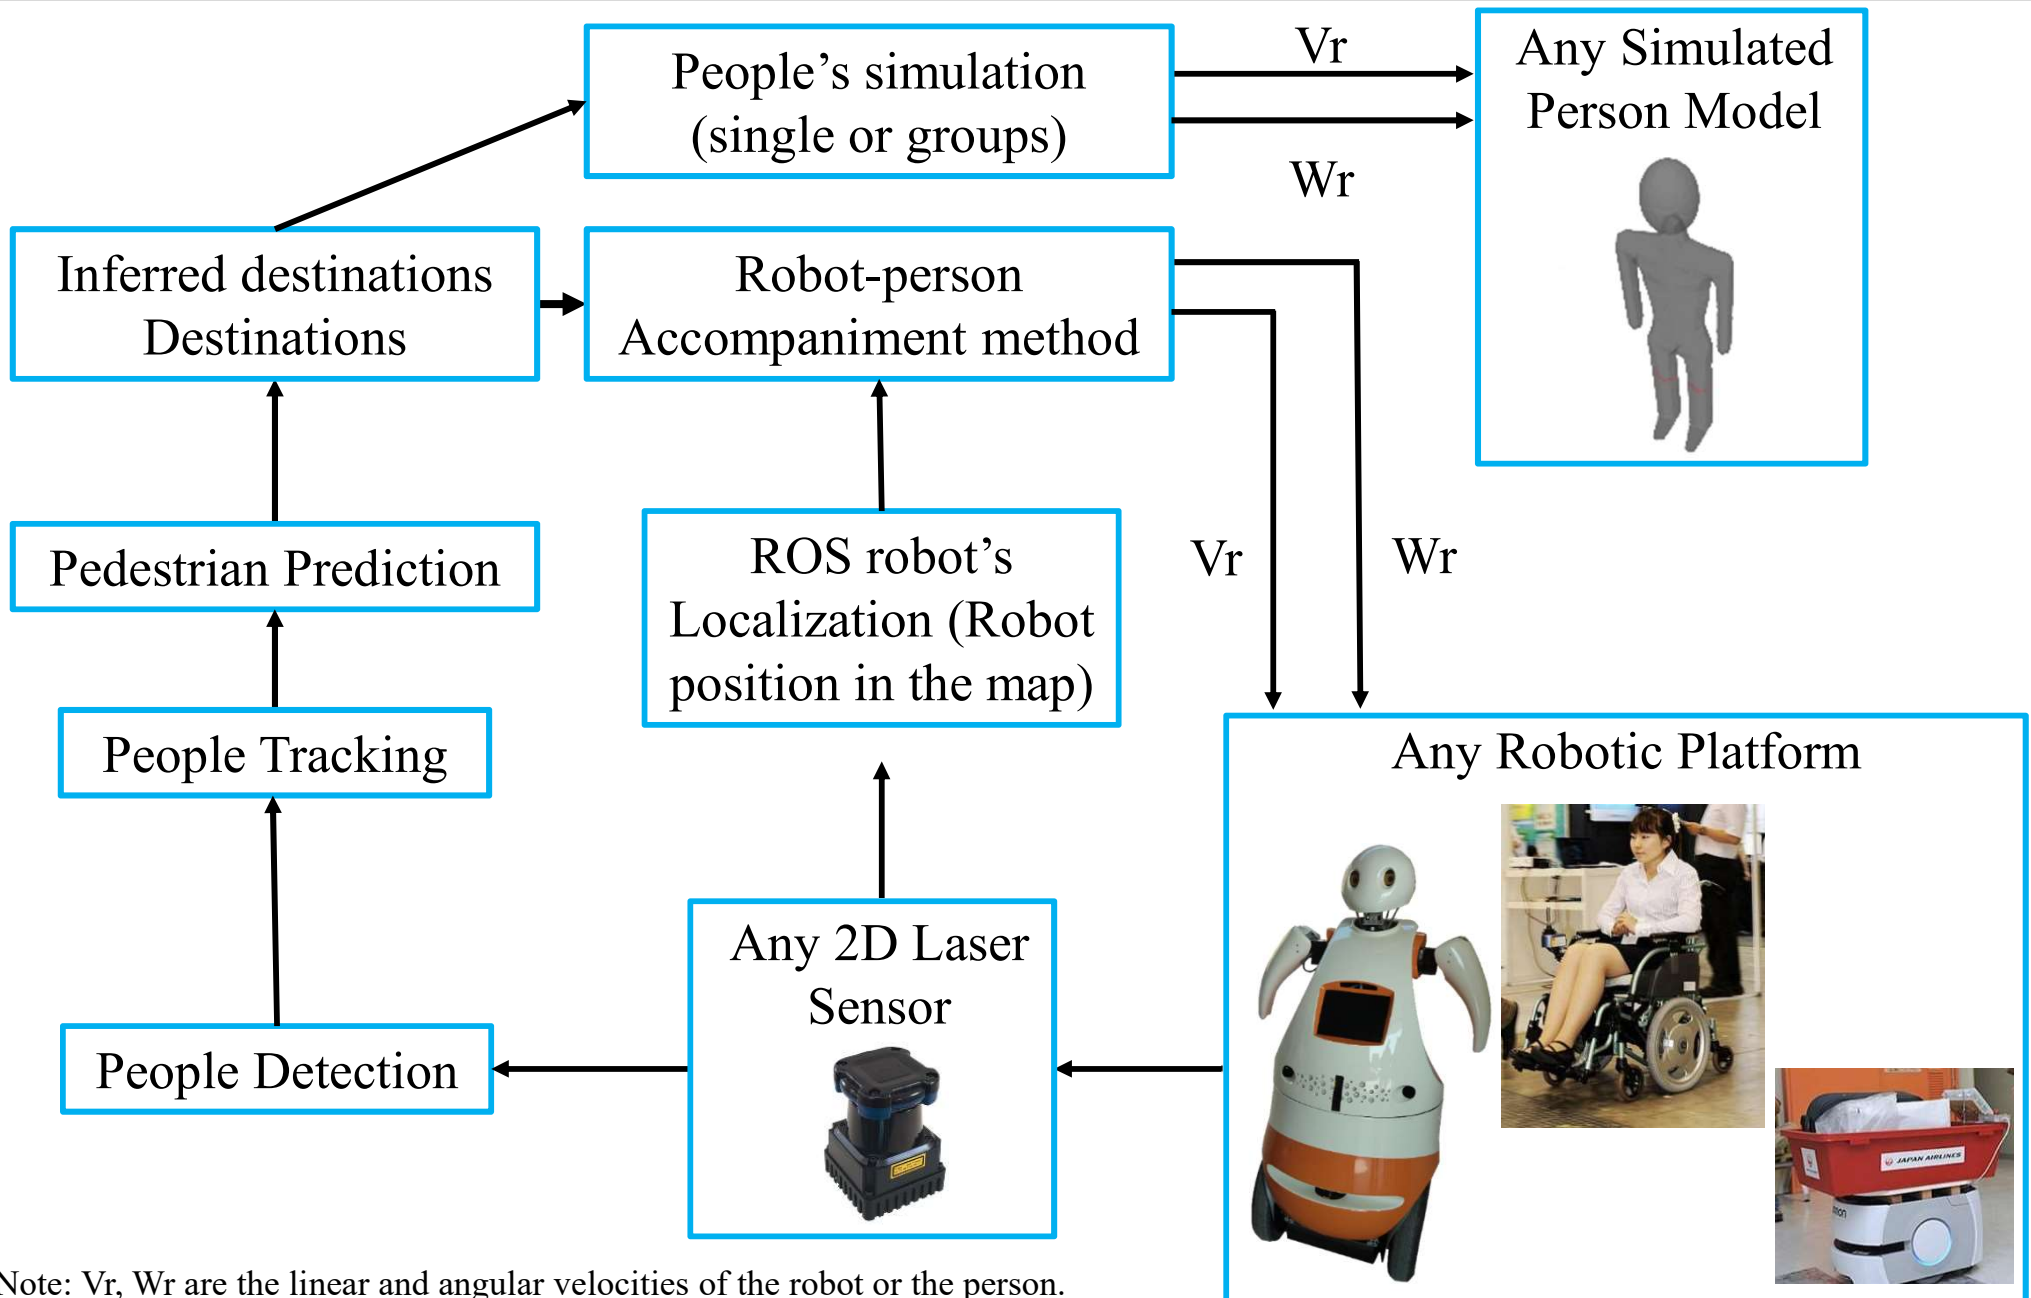 People’s simulation
(single or groups)
Vr
Wr
Any Simulated
Person Model
Inferred destinations
Destinations
Robot-person
Accompaniment method
Pedestrian Prediction
ROS robot’s
Localization (Robot
position in the map)
Vr
Wr
People Tracking
Any Robotic Platform
Any 2D Laser
Sensor
People Detection
JAPAN AIRLINES
Note: Vr, Wr are the linear and angular velocities of the robot or the person.